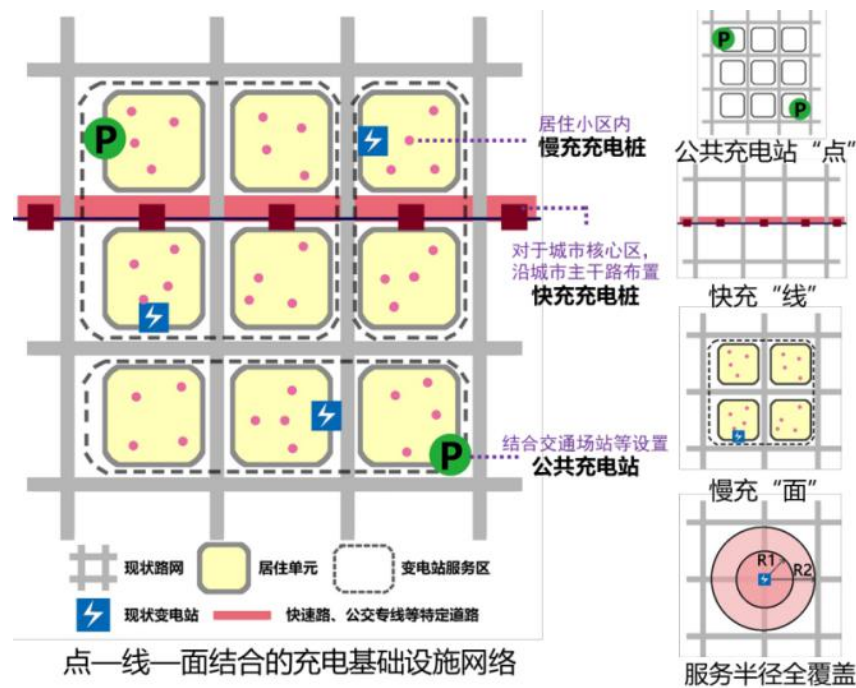 P
P
居住小区内
慢充充电桩
对于城市核心区，
沿城市主干路布置
快充充电桩
结合交通场站等设置
公共充电站
现状路网
居住单元
变电站服务区
现状变电站
快速路、公交专线等特定道路
点—线—面结合的充电基础设施网络
P
P
公共充电站“点”
快充“线”
慢充“面”
R1
R2
服务半径全覆盖